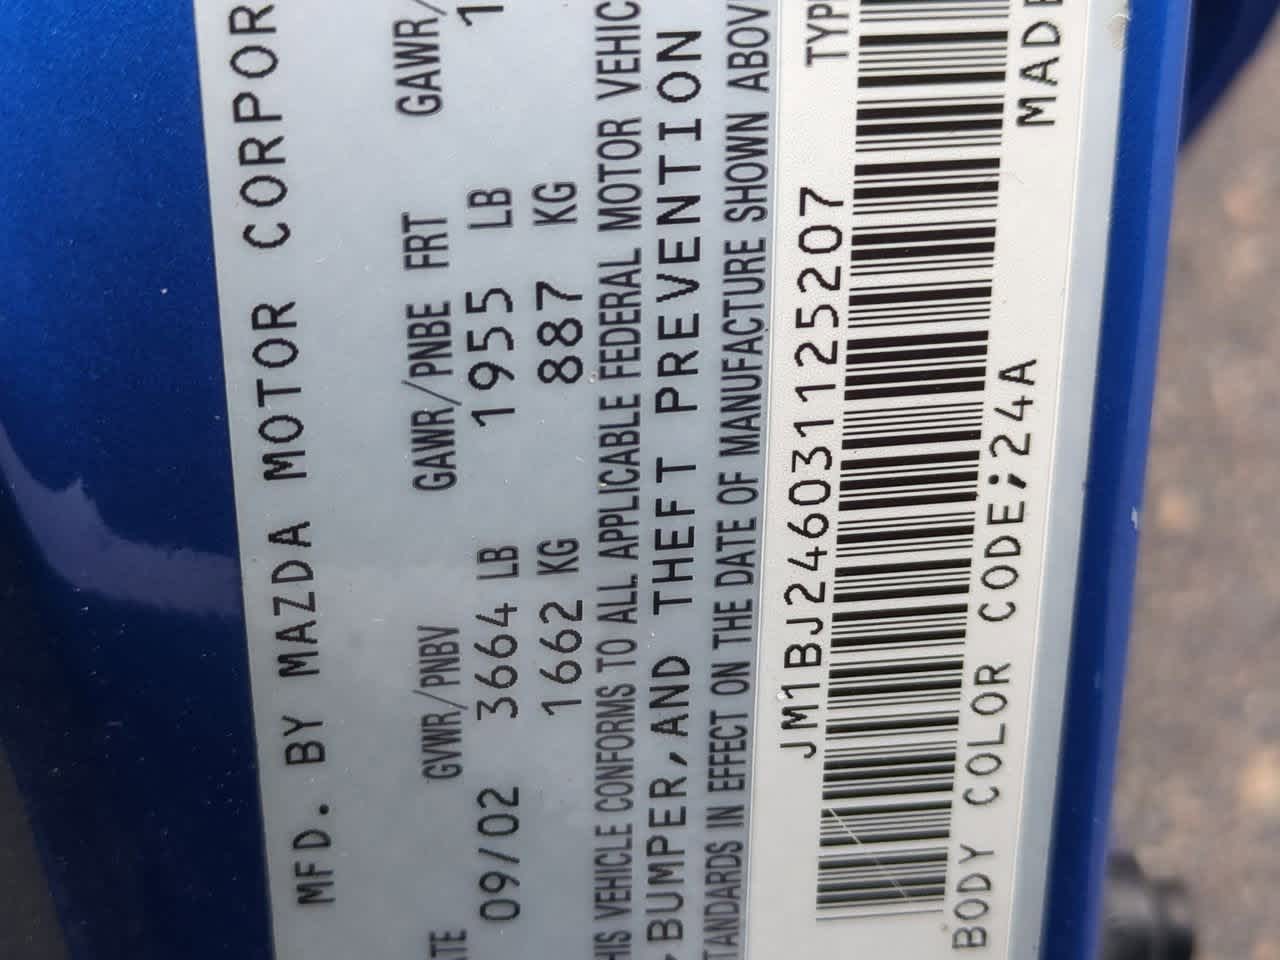 MFD. BY MAZDA MOTOR CORPOR
GVWR/PNBV GAWR/PNBE FRT GAWR/
09/02 3664 LB 1955 LB 1
1662 KG 887 KG
HIS VEHICLE CONFORMS TO ALL APPLICABLE FEDERAL MOTOR VEHIC
BUMPER,AND THEFT PREVENTION
TANDARDS IN EFFECT ON THE DATE OF MANUFACTURE SHOWN ABOV
JM1BJ246031125207 TYP
BODY COLOR CODE;24A MADE